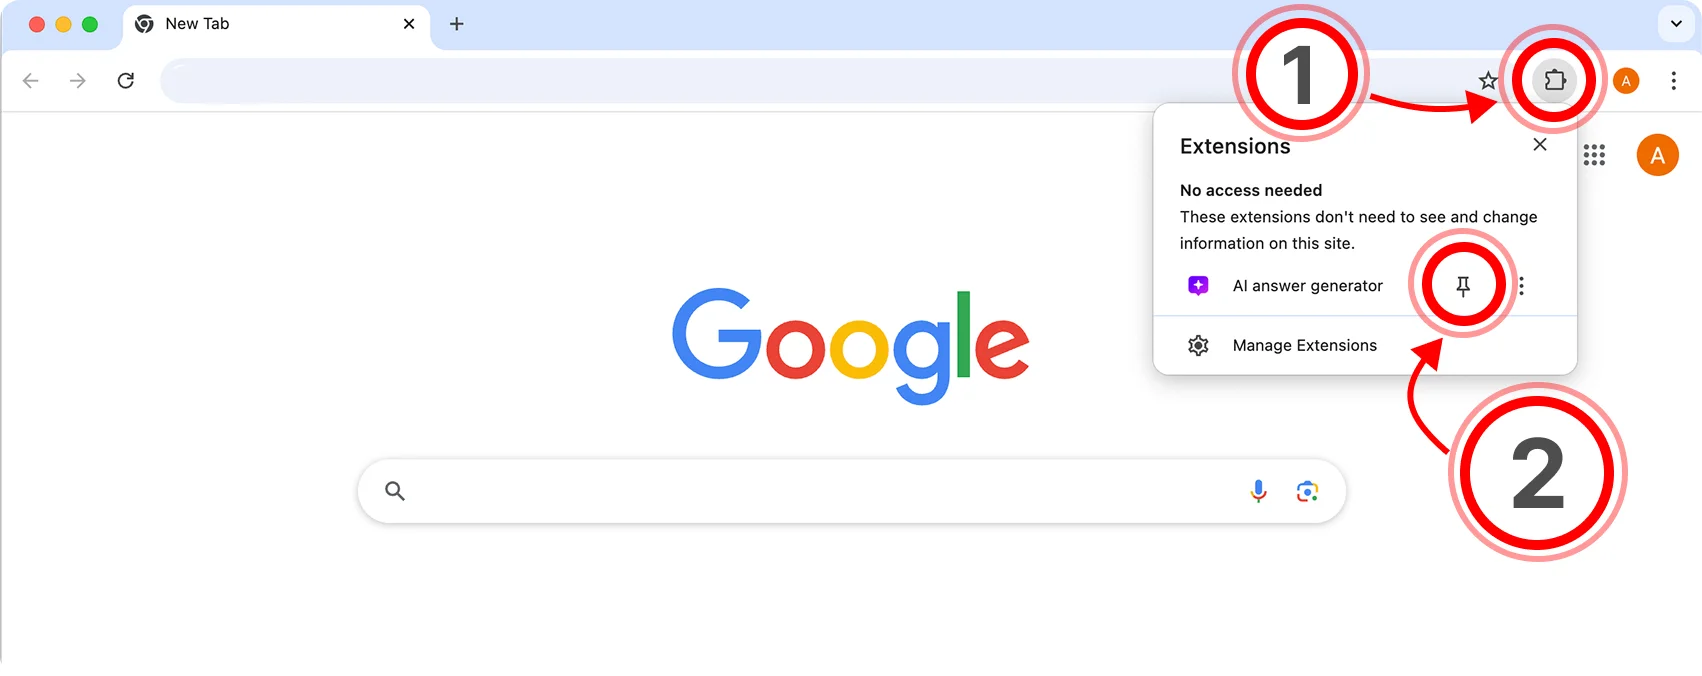 New Tab
1
A
Extensions
A
No access needed
These extensions don't need to see and change
information on this site.
AI answer generator
Manage Extensions
Google
2